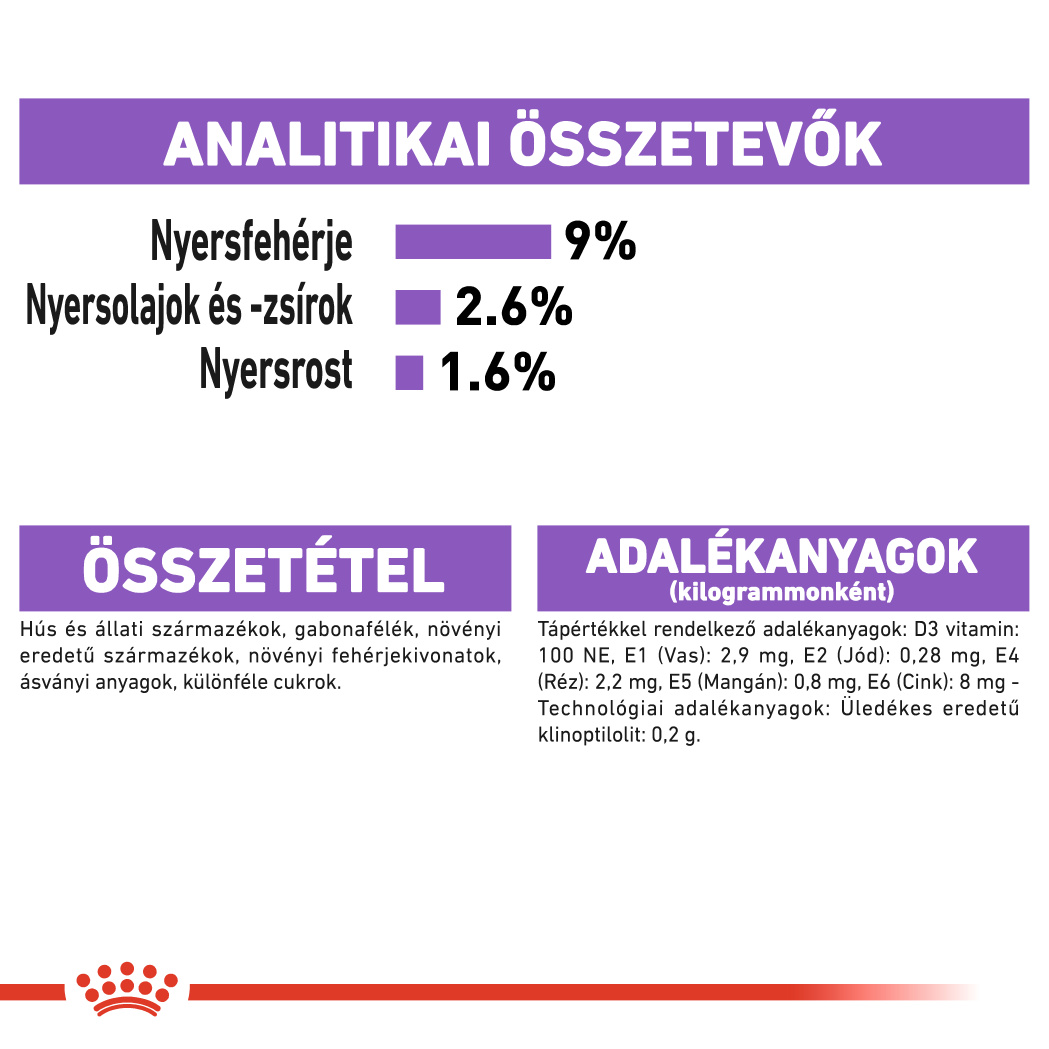 ANALITIKAI ÖSSZETEVŐK
Nyersfehérje 9%
Nyersolajok és -zsírok 2.6%
Nyersrost 1.6%
ÖSSZETÉTEL
Hús és állati származékok, gabonafélék, növényi
eredetű származékok, növényi fehérjekivonatok,
ásványi anyagok, különféle cukrok.
ADALÉKANYAGOK
(kilogrammonként)
Tápértékkel rendelkező adalékanyagok: D3 vitamin:
100 NE, E1 (Vas): 2,9 mg, E2 (Jód): 0,28 mg, E4
(Réz): 2,2 mg, E5 (Mangán): 0,8 mg, E6 (Cink): 8 mg -
Technológiai adalékanyagok: Üledékes eredetű
klinoptilolit: 0,2 g.